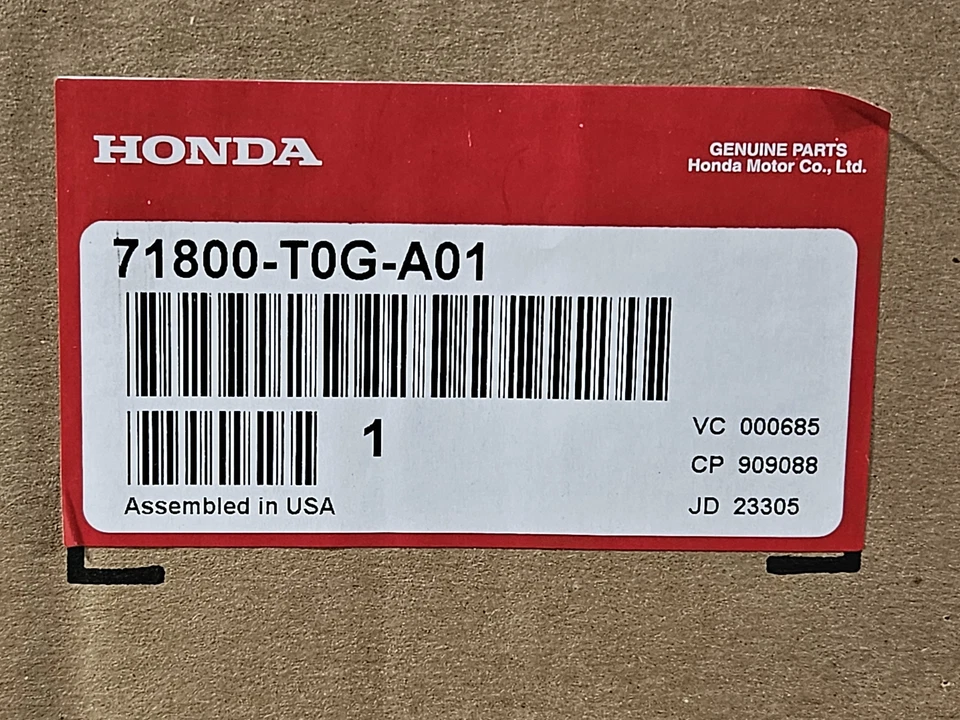 HONDA
GENUINE PARTS
Honda Motor Co., Ltd.
71800-T0G-A01
1
VC 000685
CP 909088
Assembled in USA
JD 23305